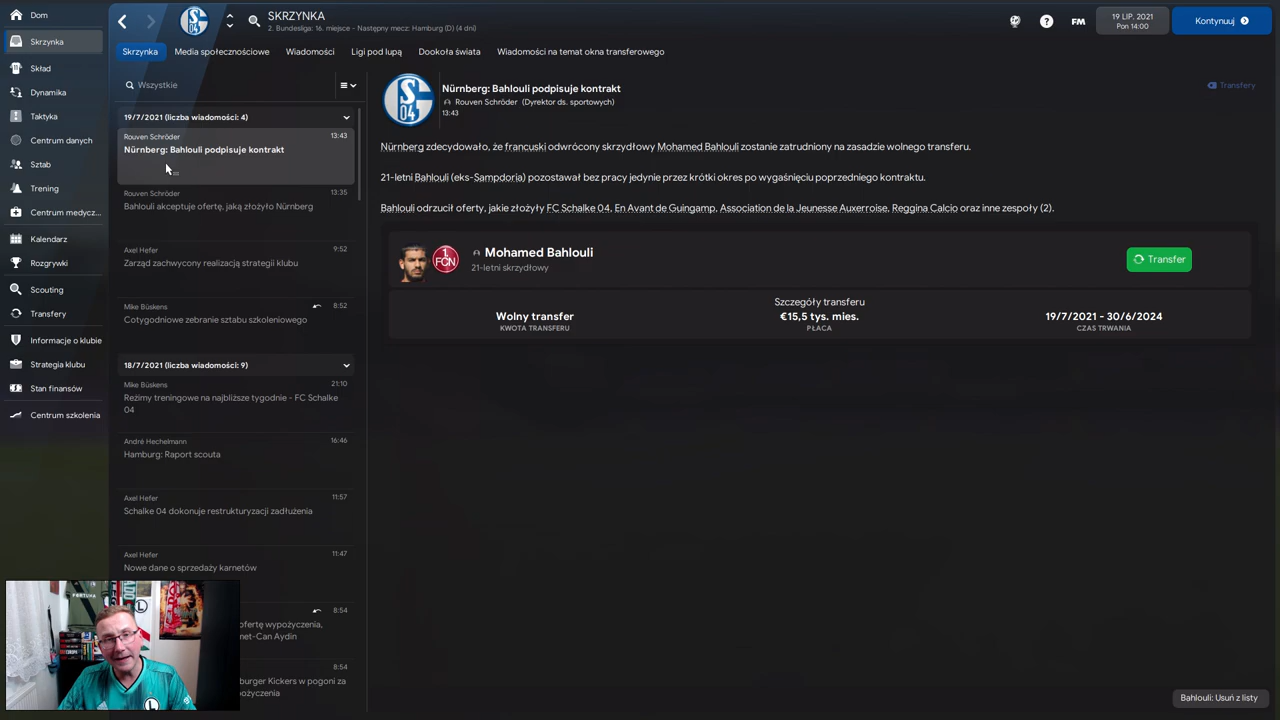 Dom
Skrzynka
Skład
Dynamika
Taktyka
Centrum danych
Sztab
Trening
Centrum medycz...
Kalendarz
Rozgrywki
Scouting
Transfery
Informacje o klubie
Strategia klubu
Stan finansów
Centrum szkolenia
SKRZYNKA
2. Bundesliga: 16. miejsce - Następny mecz: Hamburg (D) (4 dni)
FM
19 LIP. 2021
Pon 14:00
Kontynuuj
Skrzynka
Media społecznościowe
Wiadomości
Ligi pod lupą
Dookoła świata
Wiadomości na temat okna transferowego
Wszystkie
19/7/2021 (liczba wiadomości: 4)
Rouven Schröder 13:43
Nürnberg: Bahlouli podpisuje kontrakt
Rouven Schröder 13:35
Bahlouli akceptuje ofertę, jaką złożyło Nürnberg
Axel Hefer 9:52
Zarząd zachwycony realizacją strategii klubu
Mike Büskens 8:52
Cotygodniowe zebranie sztabu szkoleniowego
18/7/2021 (liczba wiadomości: 9)
Mike Büskens 21:10
Reżimy treningowe na najbliższe tygodnie - FC Schalke
04
André Hechelmann 16:46
Hamburg: Raport scouta
Axel Hefer 11:57
Schalke 04 dokonuje restrukturyzacji zadłużenia
Axel Hefer 11:47
Nowe dane o sprzedaży karnetów
8:54
ofertę wypożyczenia,
met-Can Aydin
8:54
burger Kickers w pogoni za
pożyczenia
Nürnberg: Bahlouli podpisuje kontrakt
Rouven Schröder (Dyrektor ds. sportowych)
13:43
Transfery
Nürnberg zdecydowało, że francuski odwrócony skrzydłowy Mohamed Bahlouli zostanie zatrudniony na zasadzie wolnego transferu.
21-letni Bahlouli (eks-Sampdoria) pozostawał bez pracy jedynie przez krótki okres po wygaśnięciu poprzedniego kontraktu.
Bahlouli odrzucił oferty, jakie złożyły FC Schalke 04, En Avant de Guingamp, Association de la Jeunesse Auxerroise, Reggina Calcio oraz inne zespoły (2).
Mohamed Bahlouli
21-letni skrzydłowy
Transfer
Szczegóły transferu
Wolny transfer
KWOTA TRANSFERU
€15,5 tys. mies.
PŁACA
19/7/2021 - 30/6/2024
CZAS TRWANIA
Bahlouli: Usuń z listy